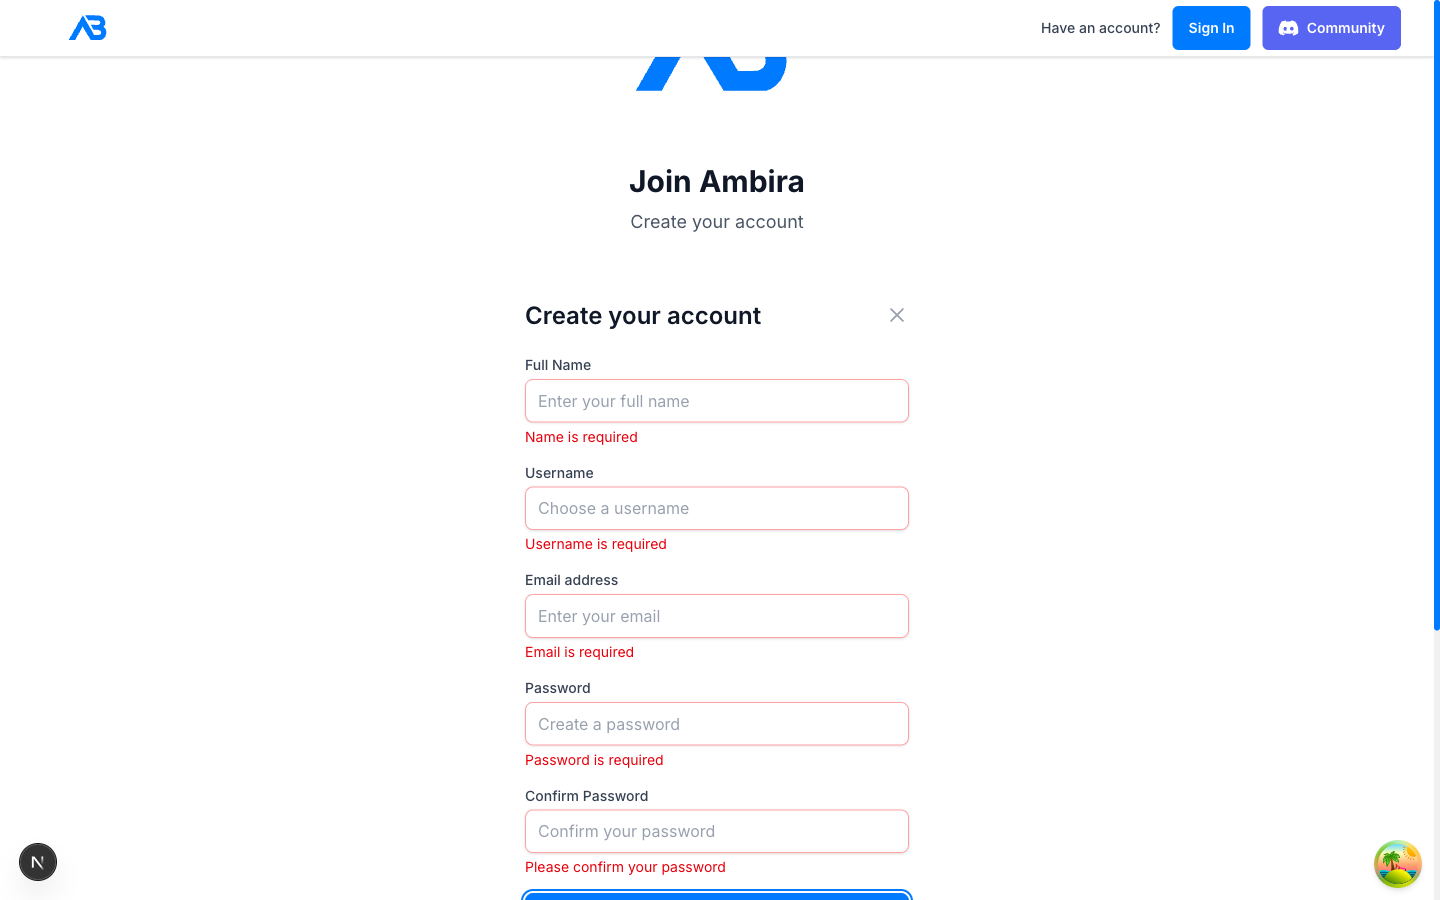 AB
Have an account?
Sign In
Community
Join Ambira
Create your account
Create your account
Full Name
Enter your full name
Name is required
Username
Choose a username
Username is required
Email address
Enter your email
Email is required
Password
Create a password
Password is required
Confirm Password
Confirm your password
Please confirm your password
N